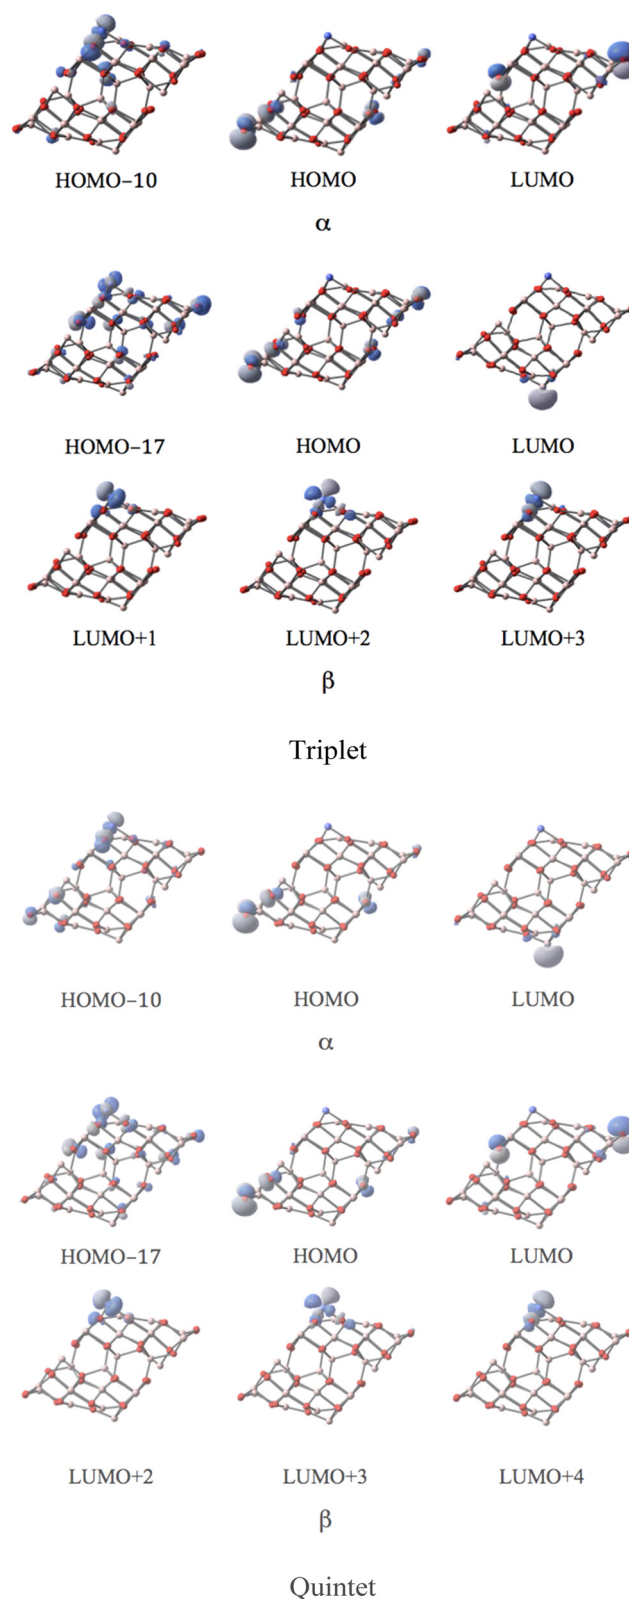 HOMO−10 HOMO LUMO
α
HOMO−17 HOMO LUMO
LUMO+1 LUMO+2 LUMO+3
β
Triplet
HOMO−10 HOMO LUMO
α
HOMO−17 HOMO LUMO
LUMO+2 LUMO+3 LUMO+4
β
Quintet